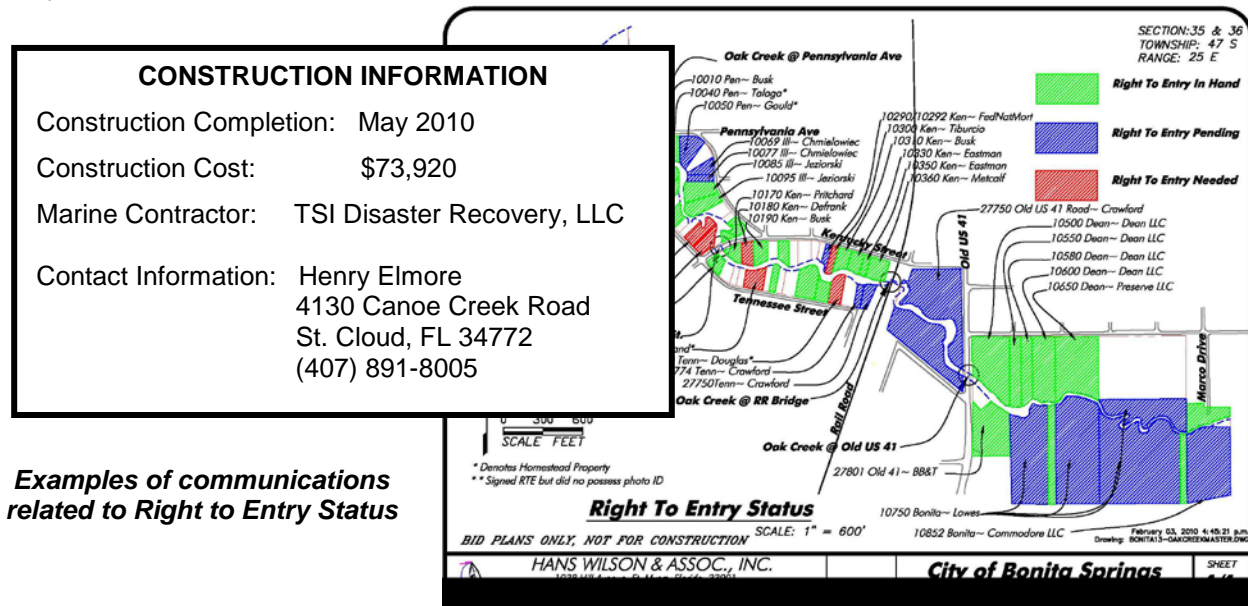 CONSTRUCTION INFORMATION
Construction Completion: May 2010
Construction Cost: $73,920
Marine Contractor: TSI Disaster Recovery, LLC
Contact Information: Henry Elmore
4130 Canoe Creek Road
St. Cloud, FL 34772
(407) 891-8005
Examples of communications
related to Right to Entry Status
SECTION:35 & 36
TOWNSHIP: 47 S
RANGE: 25 E
Right To Entry In Hand
Right To Entry Pending
Right To Entry Needed
Oak Creek @ Pennsylvania Ave
10010 Pen~ Busk
10040 Pen~ Talaga*
10050 Pen~ Gould*
Pennsylvania Ave
10069 Ill~ Chmielowiec
10077 Ill~ Chmielowiec
10085 Ill~ Jeziorski
10095 Ill~ Jeziorski
10170 Ken~ Pritchard
10180 Ken~ Defrank
10190 Ken~ Busk
10290/10292 Ken~ FedNatMort
10300 Ken~ Tiburcio
10310 Ken~ Busk
10330 Ken~ Eastman
10350 Ken~ Eastman
10360 Ken~ Metcalf
Kentucky Street
Old US 41
27750 Old US 41 Road~ Crawford
10500 Dean~ Dean LLC
10550 Dean~ Dean LLC
10580 Dean~ Dean LLC
10600 Dean~ Dean LLC
10650 Dean~ Preserve LLC
Tennessee Street
Tenn~ Douglas*
774 Tenn~ Crawford
27750Tenn~ Crawford
Oak Creek @ RR Bridge
Rail Road
Marco Drive
Oak Creek @ Old US 41
27801 Old 41~ BB&T
10750 Bonita~ Lowes
10852 Bonita~ Commodore LLC
0 300 600
SCALE FEET
* Denotes Homestead Property
** Signed RTE but did no possess photo ID
Right To Entry Status
SCALE: 1" = 600'
BID PLANS ONLY, NOT FOR CONSTRUCTION
February 03, 2010 4:45:21 p.m.
Drawing: BONITA13-OAKCREEKMASTER.DWG
HANS WILSON & ASSOC., INC.
City of Bonita Springs
SHEET